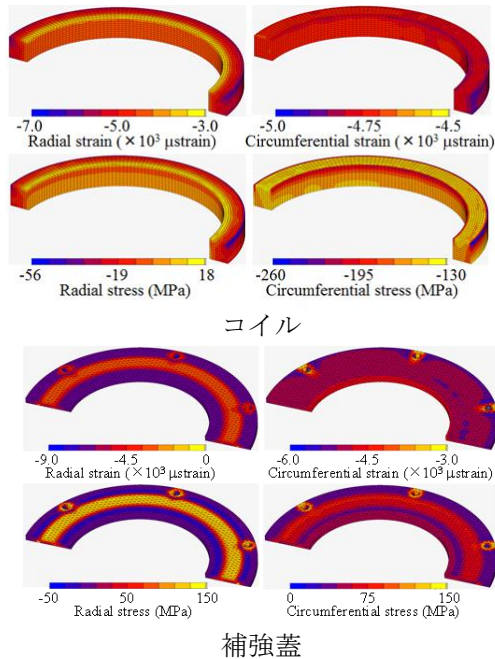 -7.0 -5.0 -3.0
Radial strain (×10³ μstrain)
-5.0 -4.75 -4.5
Circumferential strain (×10³ μstrain)
-56 -19 18
Radial stress (MPa)
-260 -195 -130
Circumferential stress (MPa)
コイル
-9.0 -4.5 0
Radial strain (×10³ μstrain)
-6.0 -4.5 -3.0
Circumferential strain (×10³ μstrain)
-50 50 150
Radial stress (MPa)
0 75 150
Circumferential stress (MPa)
補強蓋